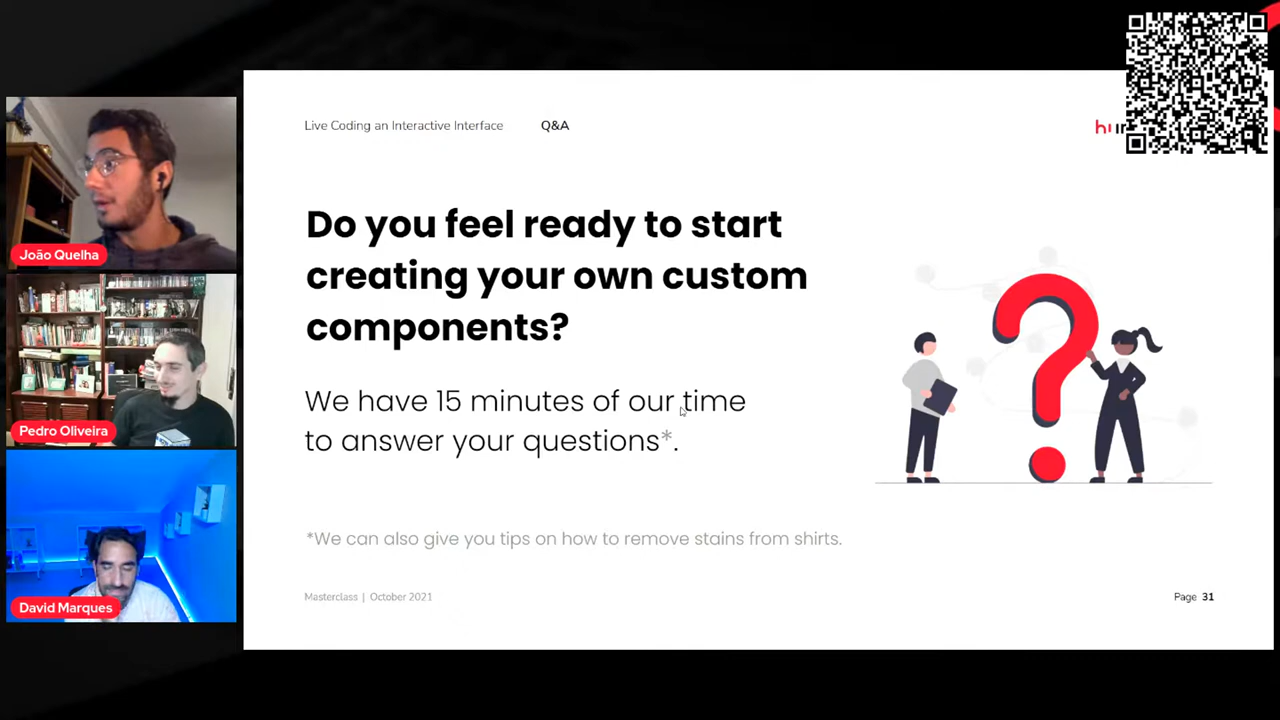 Live Coding an Interactive Interface Q&A
Do you feel ready to start
creating your own custom
components?
We have 15 minutes of our time
to answer your questions*.
*We can also give you tips on how to remove stains from shirts.
Masterclass | October 2021
Page 31
João Quelha
Pedro Oliveira
David Marques